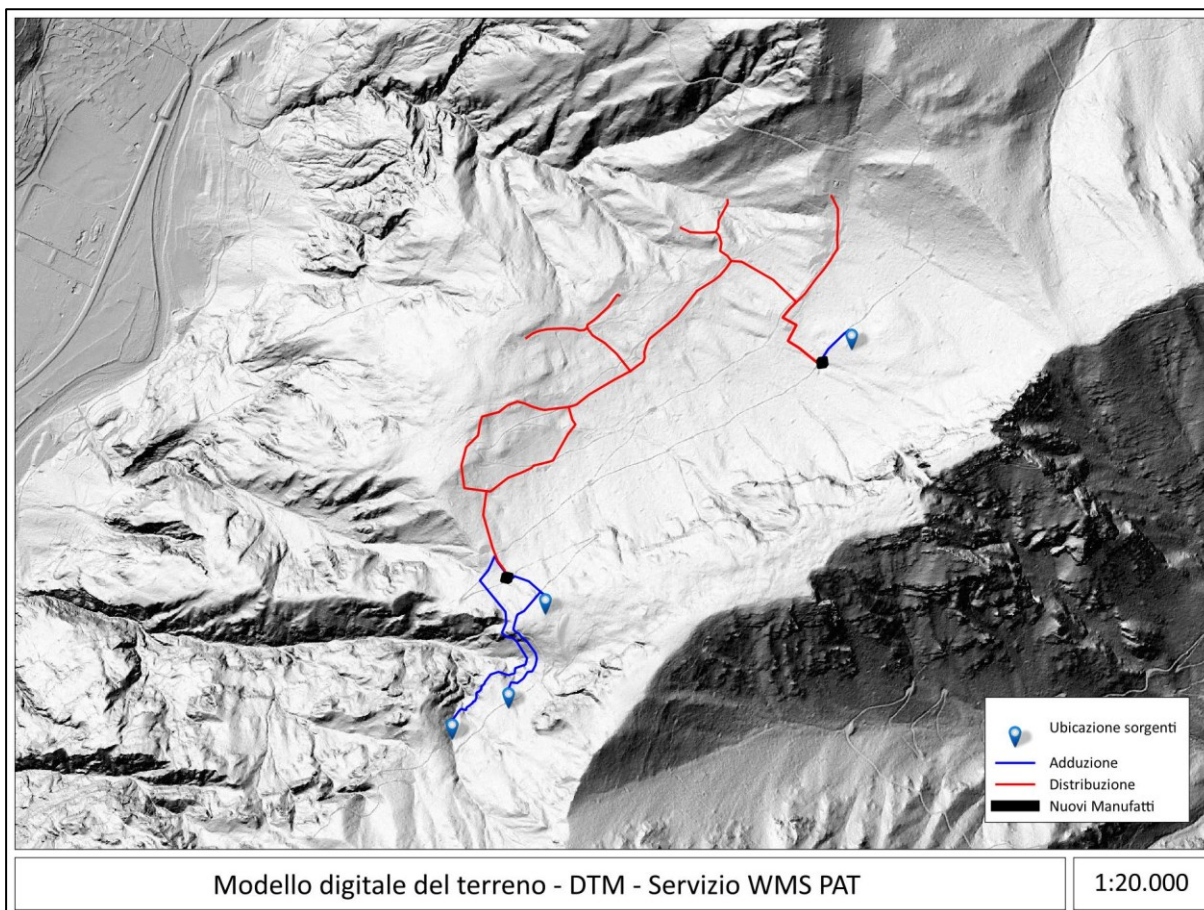 Ubicazione sorgenti
Adduzione
Distribuzione
Nuovi Manufatti
Modello digitale del terreno - DTM - Servizio WMS PAT
1:20.000